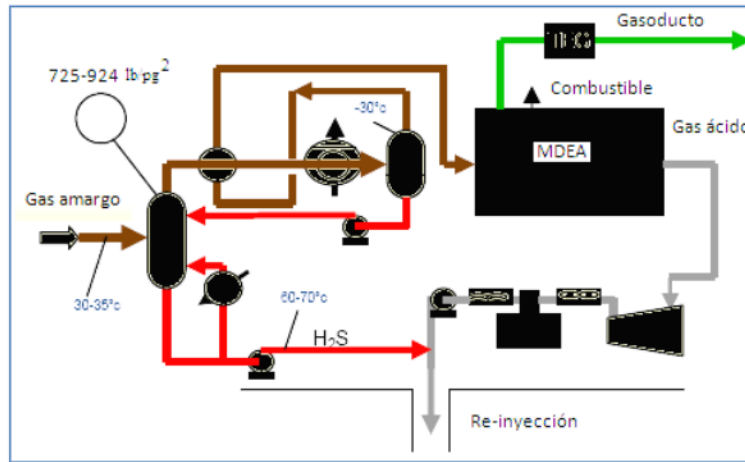 Gasoducto
TEG
725-924 lb/pg²
Combustible
-30°c
Gas ácido
MDEA
Gas amargo
30-35°c
60-70°c
H₂S
Re-inyección